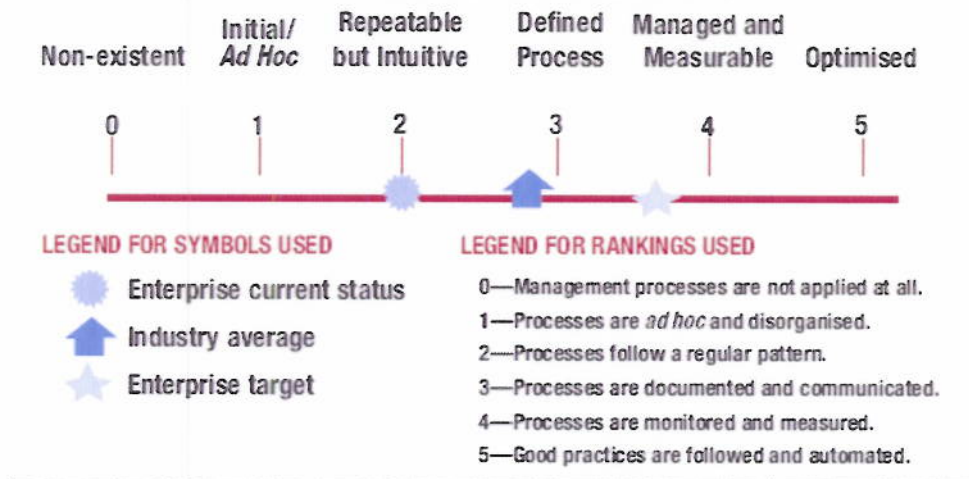 Non-existent
Initial/
Ad Hoc
Repeatable
but Intuitive
Defined
Process
Managed and
Measurable
Optimised
0 1 2 3 4 5
LEGEND FOR SYMBOLS USED
Enterprise current status
Industry average
Enterprise target
LEGEND FOR RANKINGS USED
0—Management processes are not applied at all.
1—Processes are ad hoc and disorganised.
2—Processes follow a regular pattern.
3—Processes are documented and communicated.
4—Processes are monitored and measured.
5—Good practices are followed and automated.